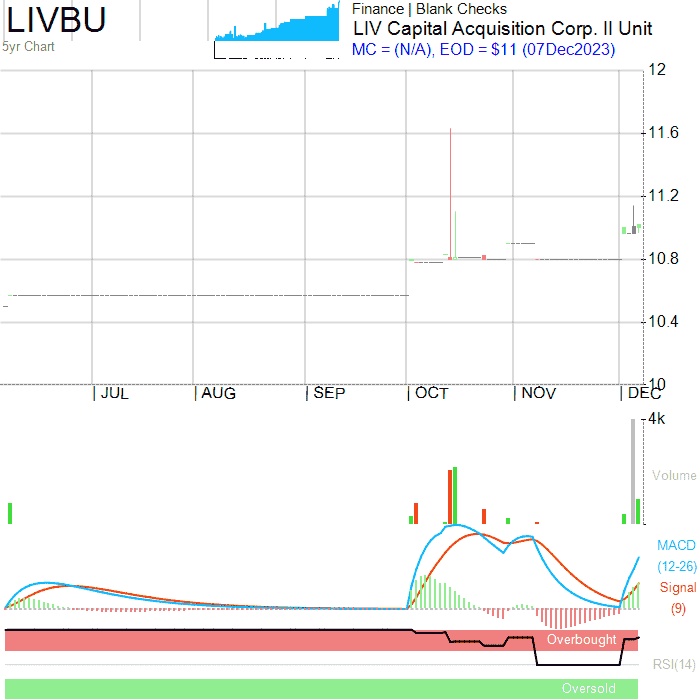 LIVBU
5yr Chart
Finance | Blank Checks
LIV Capital Acquisition Corp. II Unit
MC = (N/A), EOD = $11 (07Dec2023)
12
11.6
11.2
10.8
10.4
10
JUL AUG SEP OCT NOV DEC
4k
Volume
MACD
(12-26)
Signal
(9)
Overbought
RSI(14)
Oversold